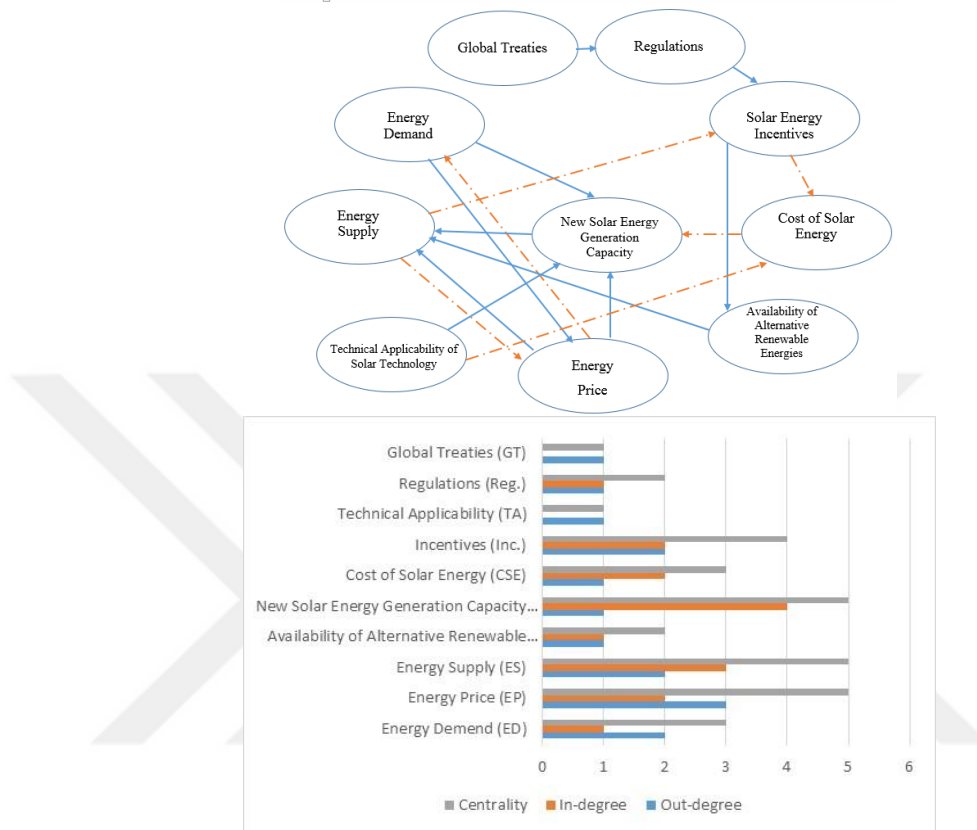 Global Treaties
Regulations
Energy
Demand
Solar Energy
Incentives
Energy
Supply
New Solar Energy
Generation
Capacity
Cost of Solar
Energy
Technical Applicability of
Solar Technology
Energy
Price
Availability of
Alternative
Renewable
Energies
Global Treaties (GT)
Regulations (Reg.)
Technical Applicability (TA)
Incentives (Inc.)
Cost of Solar Energy (CSE)
New Solar Energy Generation Capacity...
Availability of Alternative Renewable...
Energy Supply (ES)
Energy Price (EP)
Energy Demand (ED)
0 1 2 3 4 5 6
Centrality In-degree Out-degree